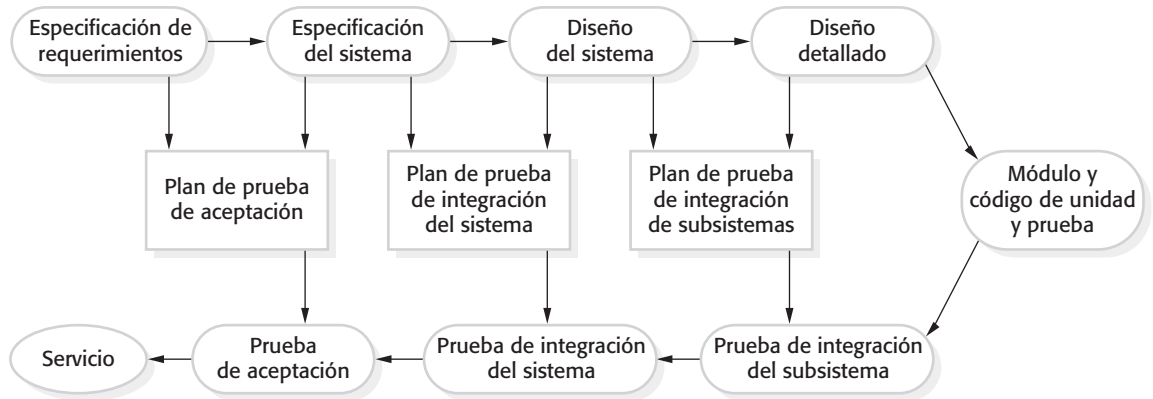 Especificación de
requerimientos
Especificación
del sistema
Diseño
del sistema
Diseño
detallado
Plan de prueba
de aceptación
Plan de prueba
de integración
del sistema
Plan de prueba
de integración
de subsistemas
Módulo y
código de unidad
y prueba
Servicio
Prueba
de aceptación
Prueba de integración
del sistema
Prueba de integración
del subsistema